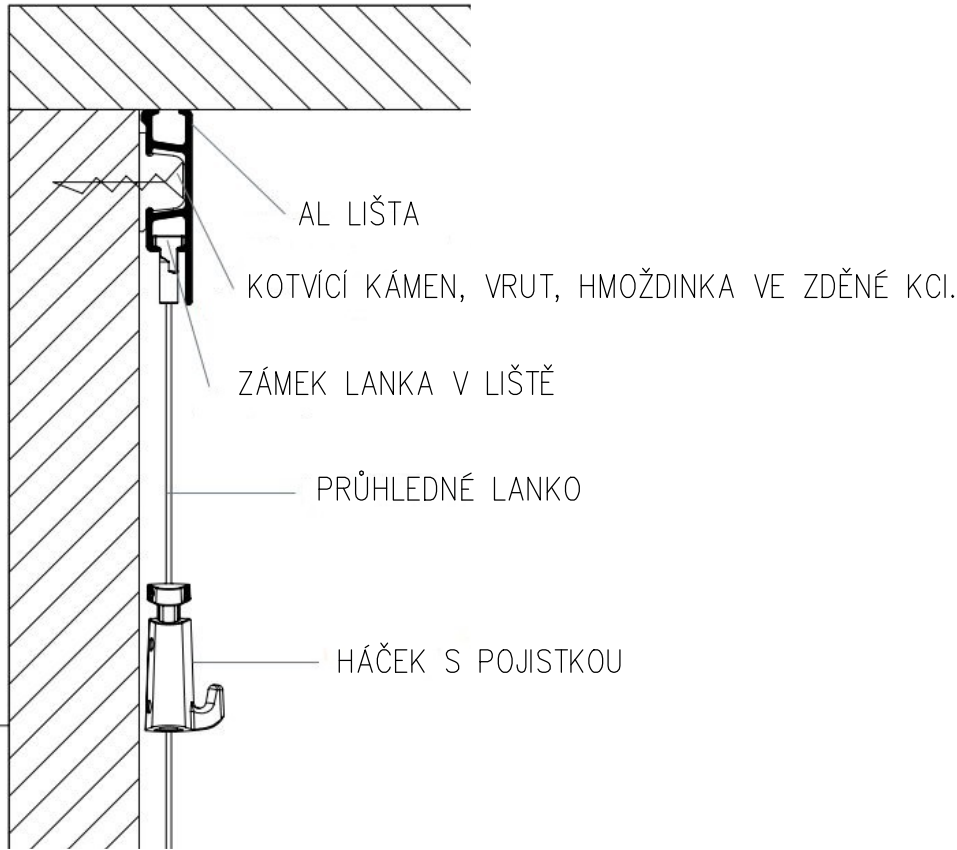 AL LIŠTA
KOTVÍCÍ KÁMEN, VRUT, HMOŽDINKA VE ZDĚNÉ KCI.
ZÁMEK LANKA V LIŠTĚ
PRŮHLEDNÉ LANKO
HÁČEK S POJISTKOU